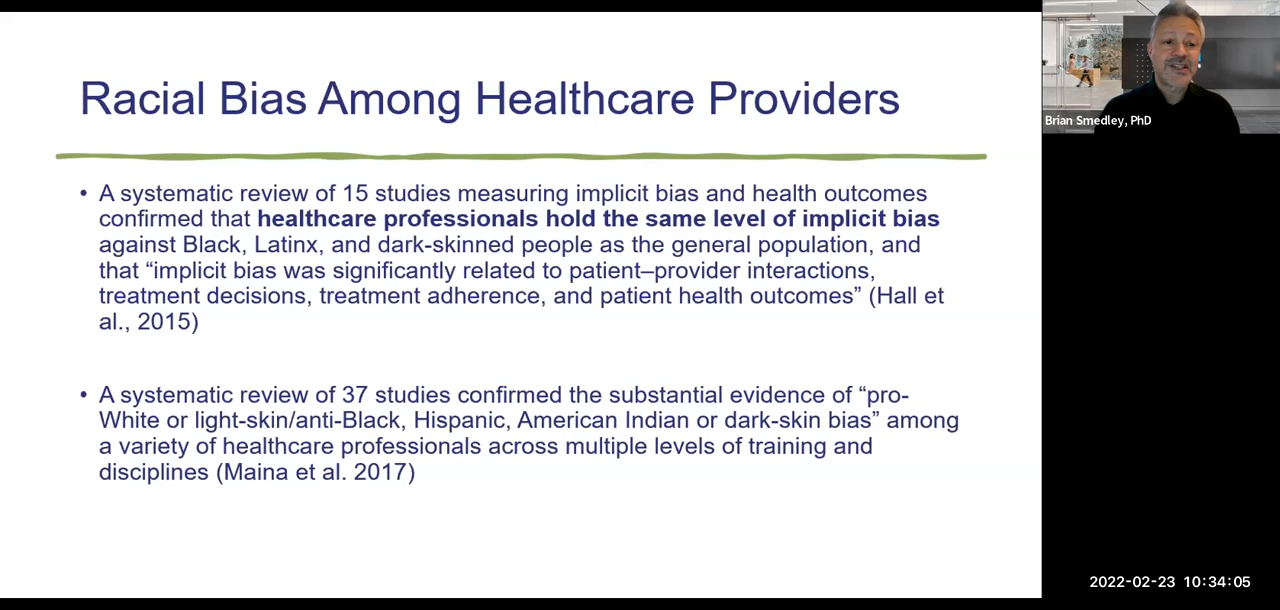 Racial Bias Among Healthcare Providers
• A systematic review of 15 studies measuring implicit bias and health outcomes
confirmed that healthcare professionals hold the same level of implicit bias
against Black, Latinx, and dark-skinned people as the general population, and
that “implicit bias was significantly related to patient–provider interactions,
treatment decisions, treatment adherence, and patient health outcomes” (Hall et
al., 2015)
• A systematic review of 37 studies confirmed the substantial evidence of “pro-
White or light-skin/anti-Black, Hispanic, American Indian or dark-skin bias” among
a variety of healthcare professionals across multiple levels of training and
disciplines (Maina et al. 2017)
Brian Smedley, PhD
2022-02-23 10:34:05